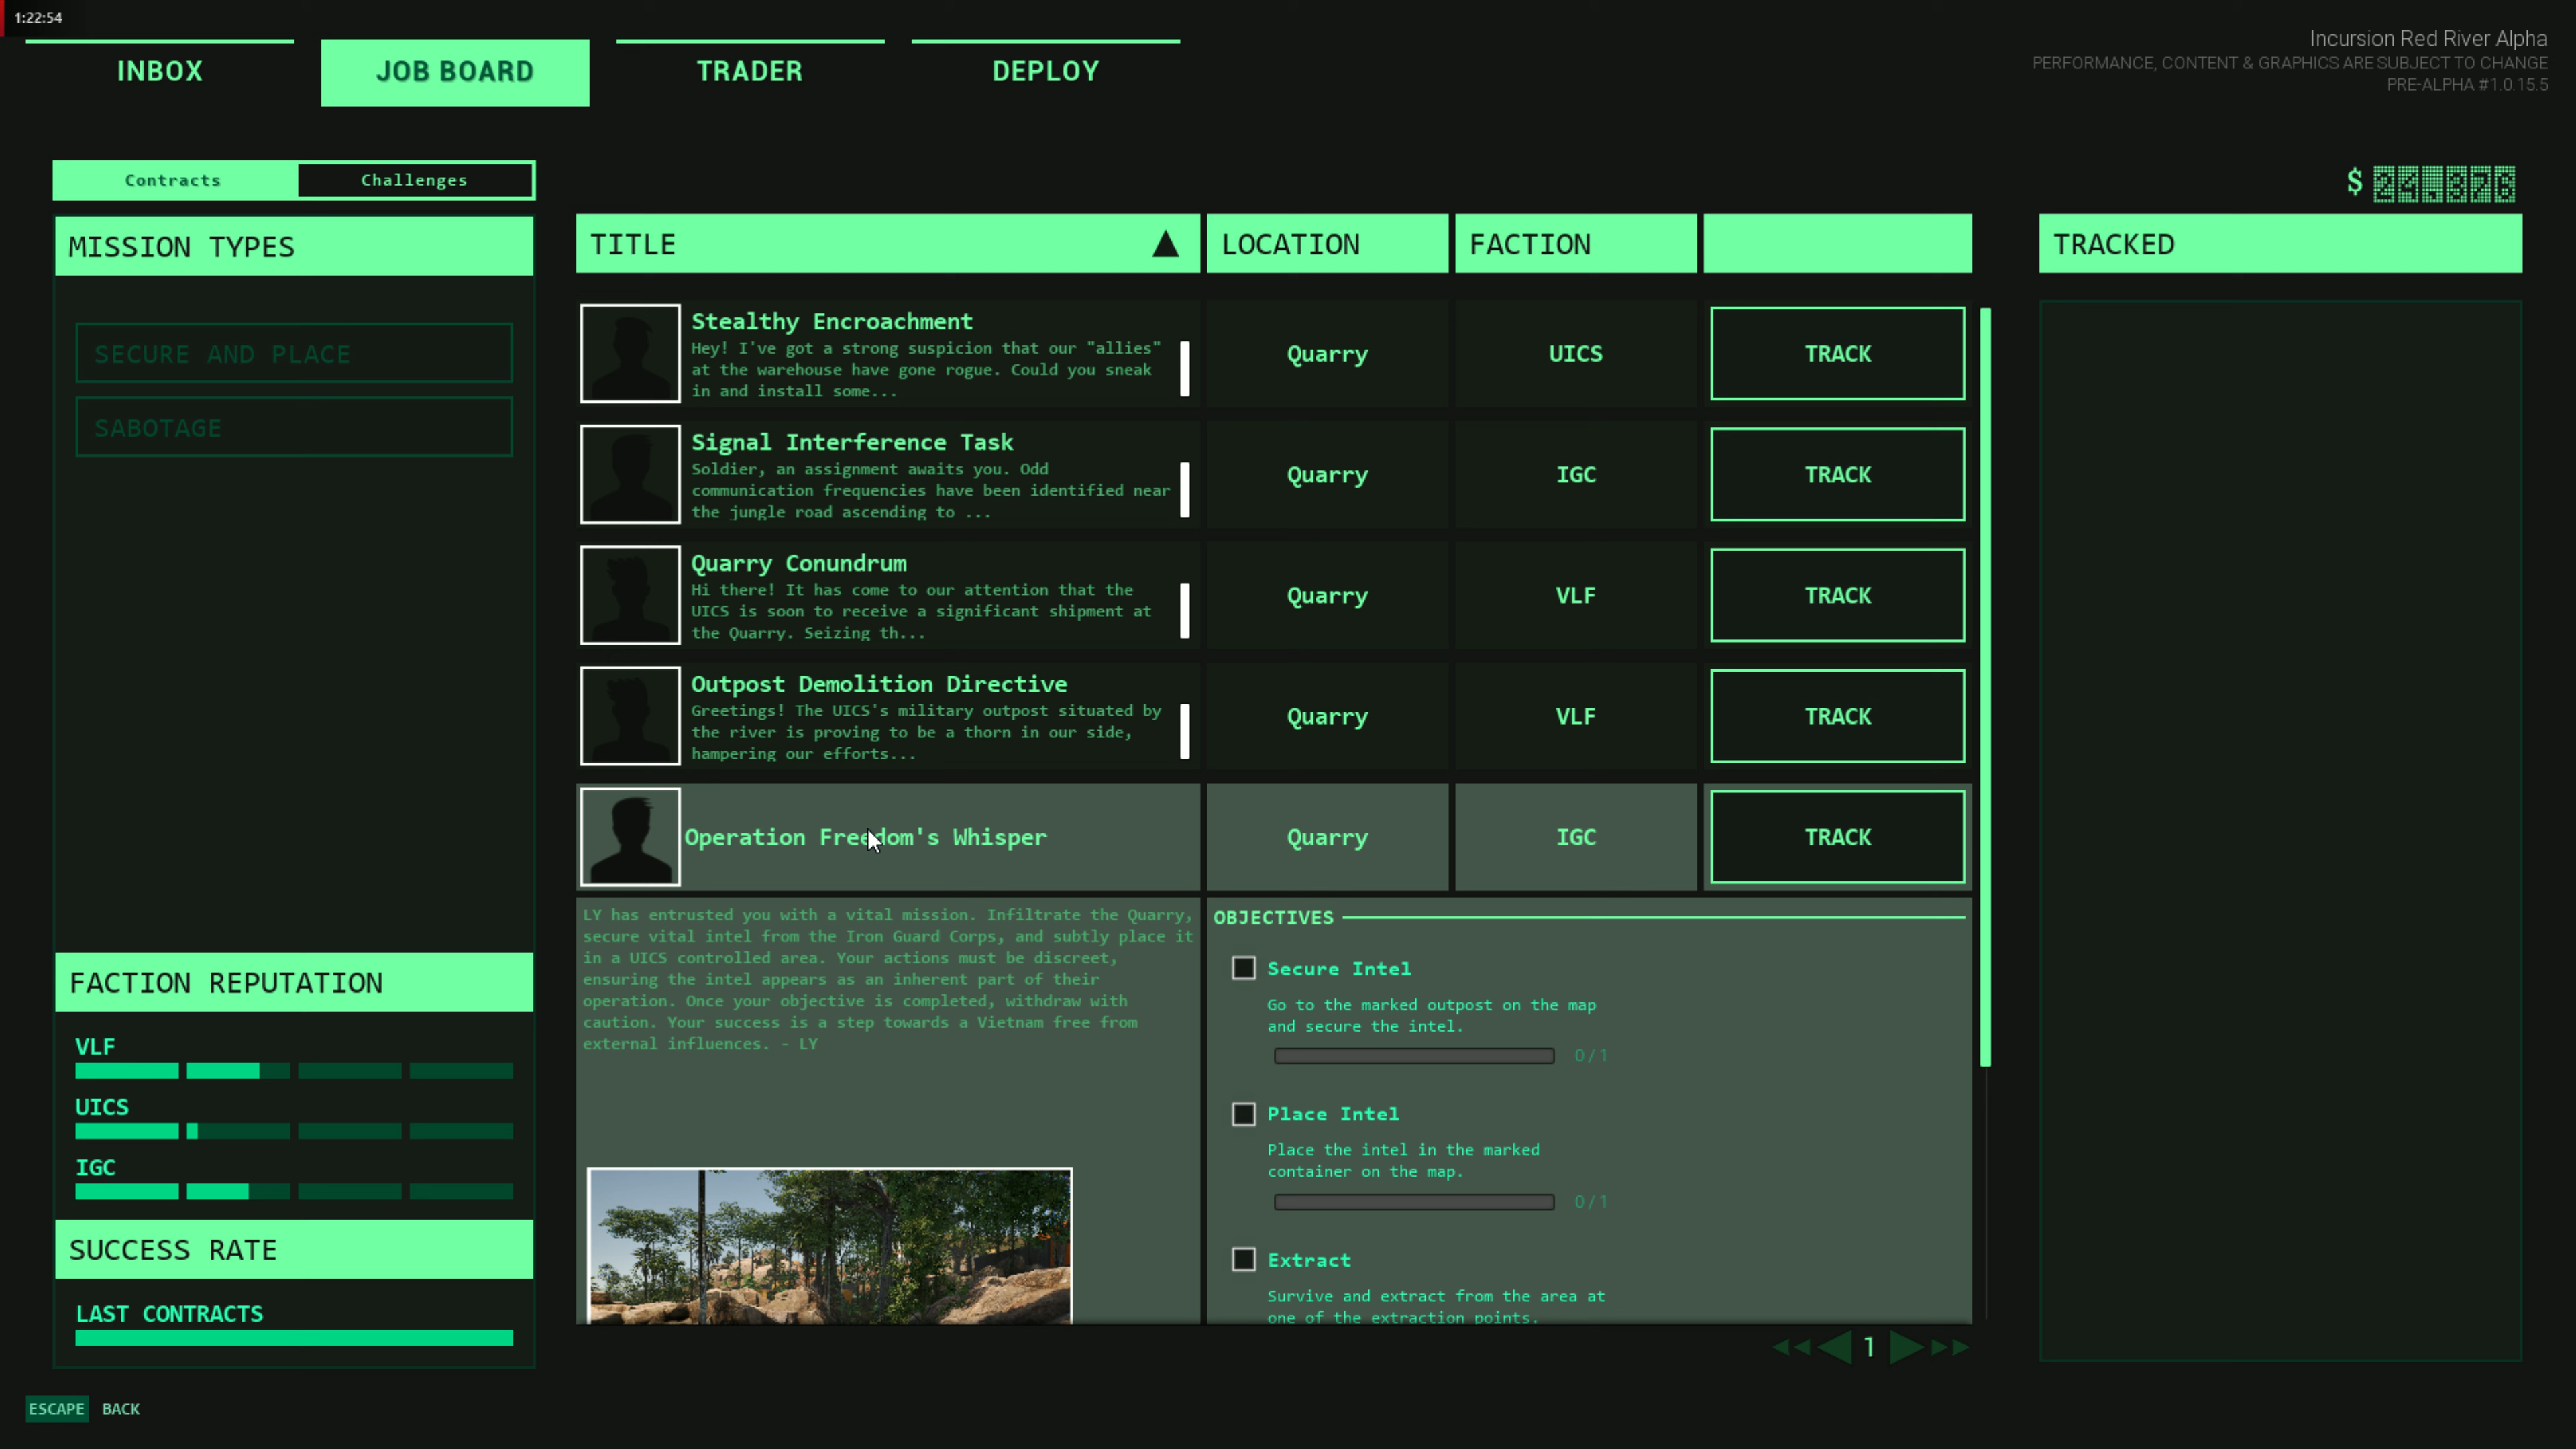 1:22:54
INBOX
JOB BOARD
TRADER
DEPLOY
Incursion Red River Alpha
PERFORMANCE, CONTENT & GRAPHICS ARE SUBJECT TO CHANGE
PRE-ALPHA #1.0.15.5
Contracts
Challenges
$
MISSION TYPES
SECURE AND PLACE
SABOTAGE
TITLE
LOCATION
FACTION
TRACKED
Stealthy Encroachment
Hey! I've got a strong suspicion that our "allies"
at the warehouse have gone rogue. Could you sneak
in and install some...
Quarry
UICS
TRACK
Signal Interference Task
Soldier, an assignment awaits you. Odd
communication frequencies have been identified near
the jungle road ascending to ...
Quarry
IGC
TRACK
Quarry Conundrum
Hi there! It has come to our attention that the
UICS is soon to receive a significant shipment at
the Quarry. Seizing th...
Quarry
VLF
TRACK
Outpost Demolition Directive
Greetings! The UICS's military outpost situated by
the river is proving to be a thorn in our side,
hampering our efforts...
Quarry
VLF
TRACK
Operation Freedom's Whisper
Quarry
IGC
TRACK
LY has entrusted you with a vital mission. Infiltrate the Quarry,
secure vital intel from the Iron Guard Corps, and subtly place it
in a UICS controlled area. Your actions must be discreet,
ensuring the intel appears as an inherent part of their
operation. Once your objective is completed, withdraw with
caution. Your success is a step towards a Vietnam free from
external influences. - LY
OBJECTIVES
Secure Intel
Go to the marked outpost on the map
and secure the intel.
0/1
Place Intel
Place the intel in the marked
container on the map.
0/1
Extract
Survive and extract from the area at
one of the extraction points.
1
FACTION REPUTATION
VLF
UICS
IGC
SUCCESS RATE
LAST CONTRACTS
ESCAPE
BACK